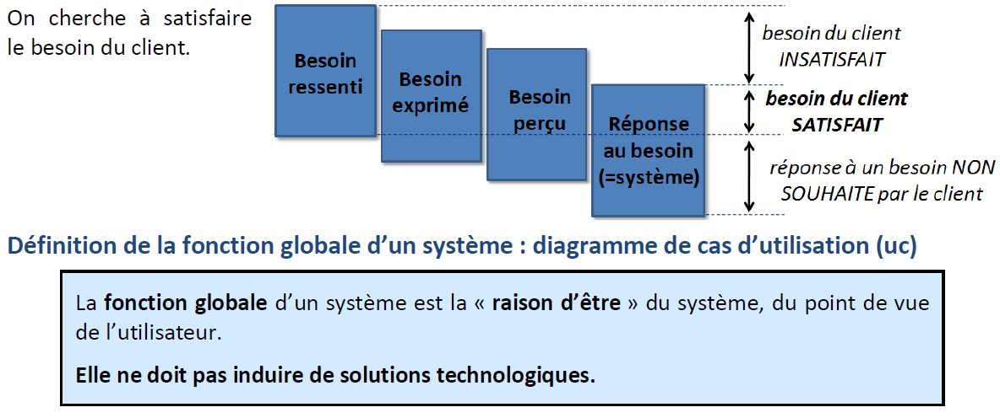 On cherche à satisfaire
le besoin du client.
Besoin
ressenti
Besoin
exprimé
Besoin
perçu
Réponse
au besoin
(=système)
besoin du client
INSATISFAIT
besoin du client
SATISFAIT
réponse à un besoin NON
SOUHAITE par le client
Définition de la fonction globale d’un système : diagramme de cas d’utilisation (uc)
La fonction globale d’un système est la « raison d’être » du système, du point de vue
de l’utilisateur.
Elle ne doit pas induire de solutions technologiques.